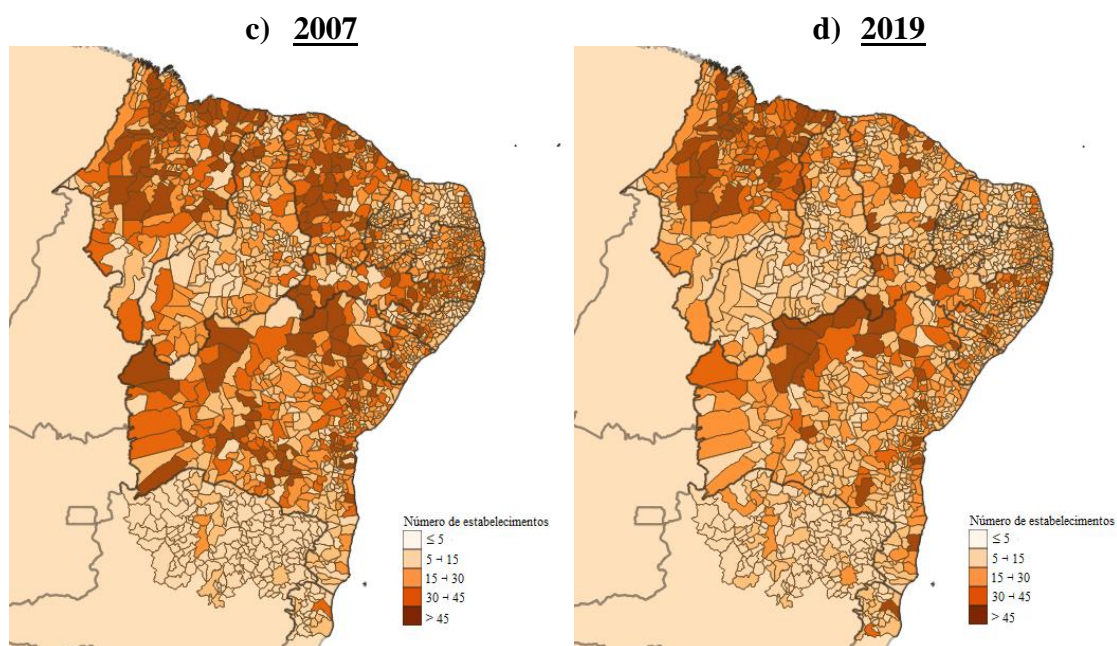 c) 2007
d) 2019
Número de estabelecimentos
≤ 5
5 ⊣ 15
15 ⊣ 30
30 ⊣ 45
> 45
Número de estabelecimentos
≤ 5
5 ⊣ 15
15 ⊣ 30
30 ⊣ 45
> 45